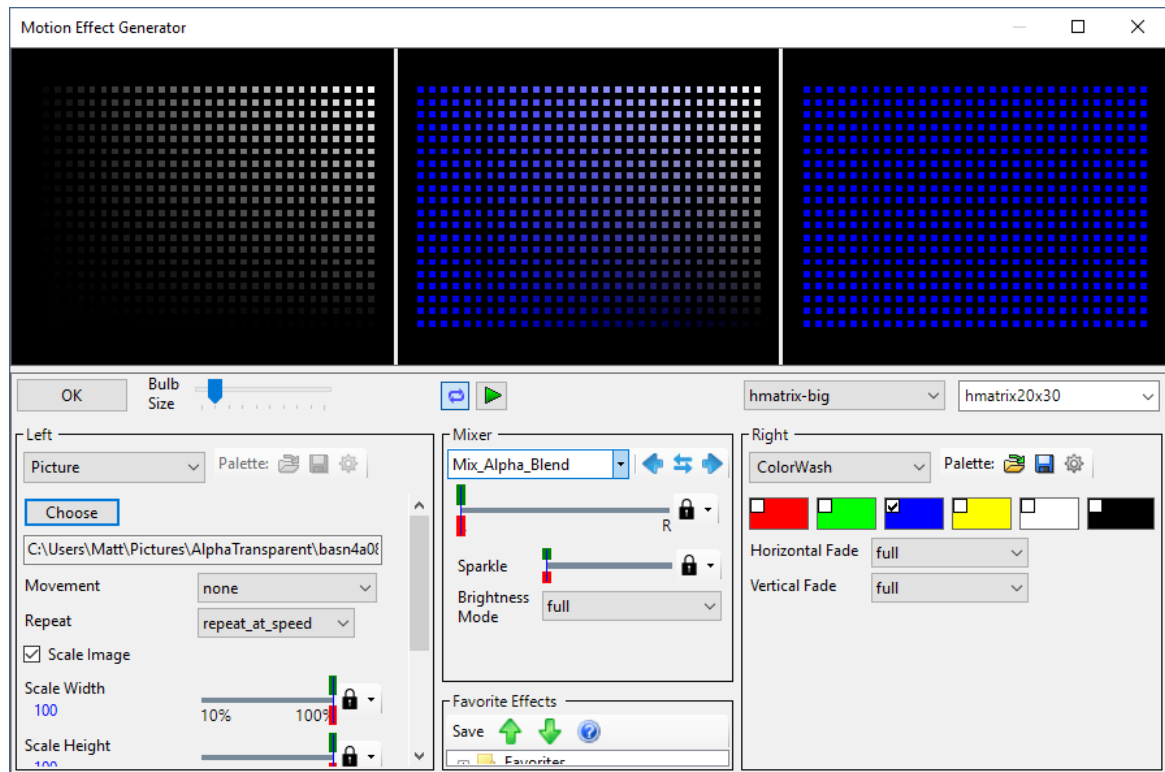 Motion Effect Generator
OK
Bulb
Size
hmatrix-big
hmatrix20x30
Left
Picture
Palette:
Choose
C:\Users\Matt\Pictures\AlphaTransparent\basn4a08
Movement
none
Repeat
repeat_at_speed
Scale Image
Scale Width
100
10%
100%
Scale Height
100
Mixer
Mix_Alpha_Blend
R
Sparkle
Brightness
Mode
full
Favorite Effects
Save
Favorites
Right
ColorWash
Palette:
Horizontal Fade
full
Vertical Fade
full